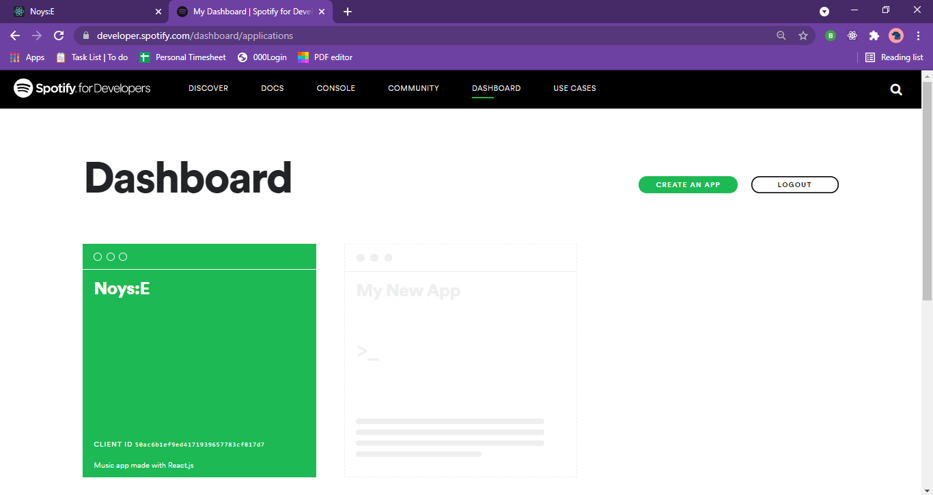 Noys:E
My Dashboard | Spotify for Devel
developer.spotify.com/dashboard/applications
Apps
Task List | To do
Personal Timesheet
000Login
PDF editor
Reading list
Spotify for Developers
DISCOVER
DOCS
CONSOLE
COMMUNITY
DASHBOARD
USE CASES
Dashboard
CREATE AN APP
LOGOUT
Noys:E
CLIENT ID 50ac6b1ef9ed4171939657783cf817d7
Music app made with React.js
My New App
>_